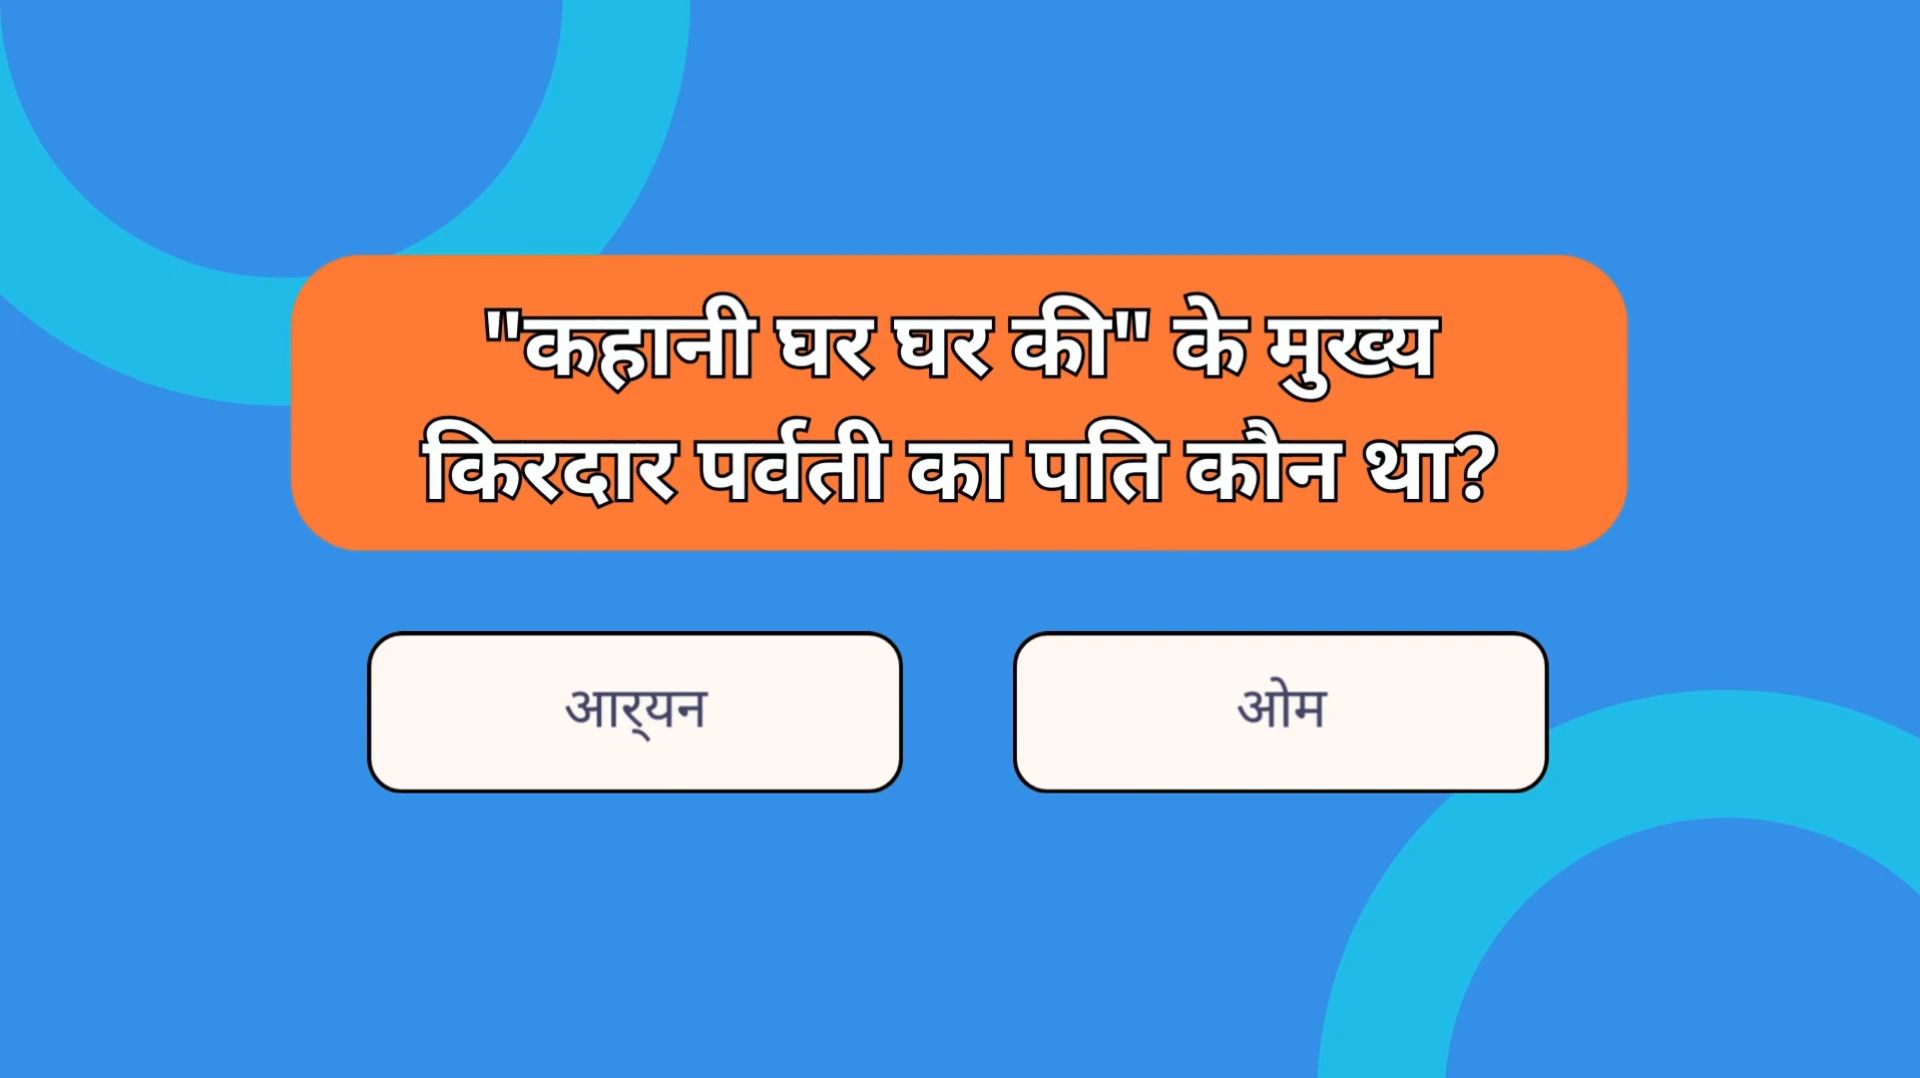 "कहानी घर घर की" के मुख्य
किरदार पर्वती का पति कौन था?
आर्‌यन
ओम